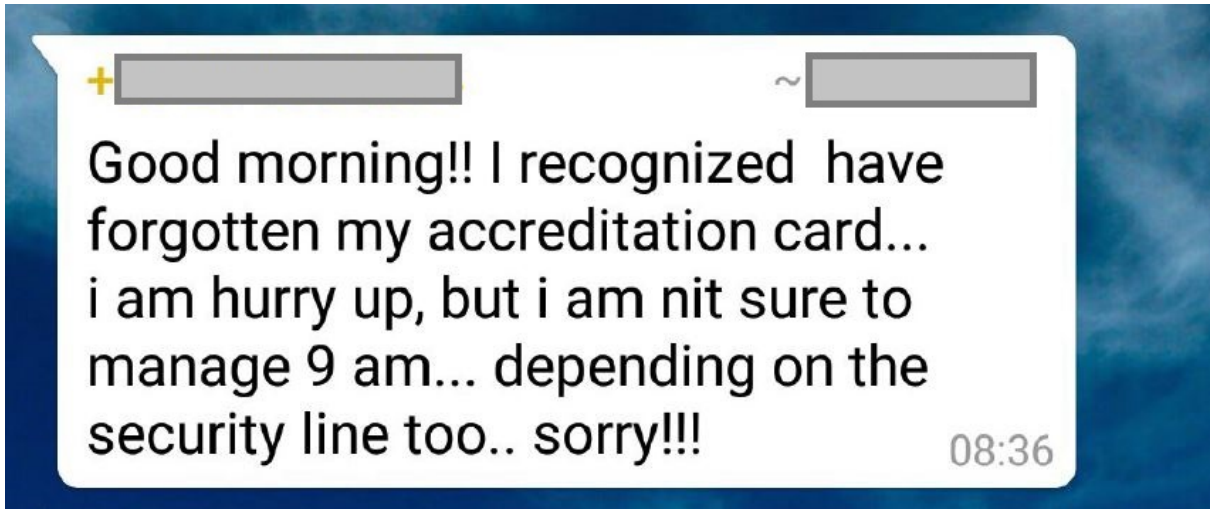 + ~
Good morning!! I recognized  have
forgotten my accreditation card...
i am hurry up, but i am nit sure to
manage 9 am... depending on the
security line too.. sorry!!!
08:36